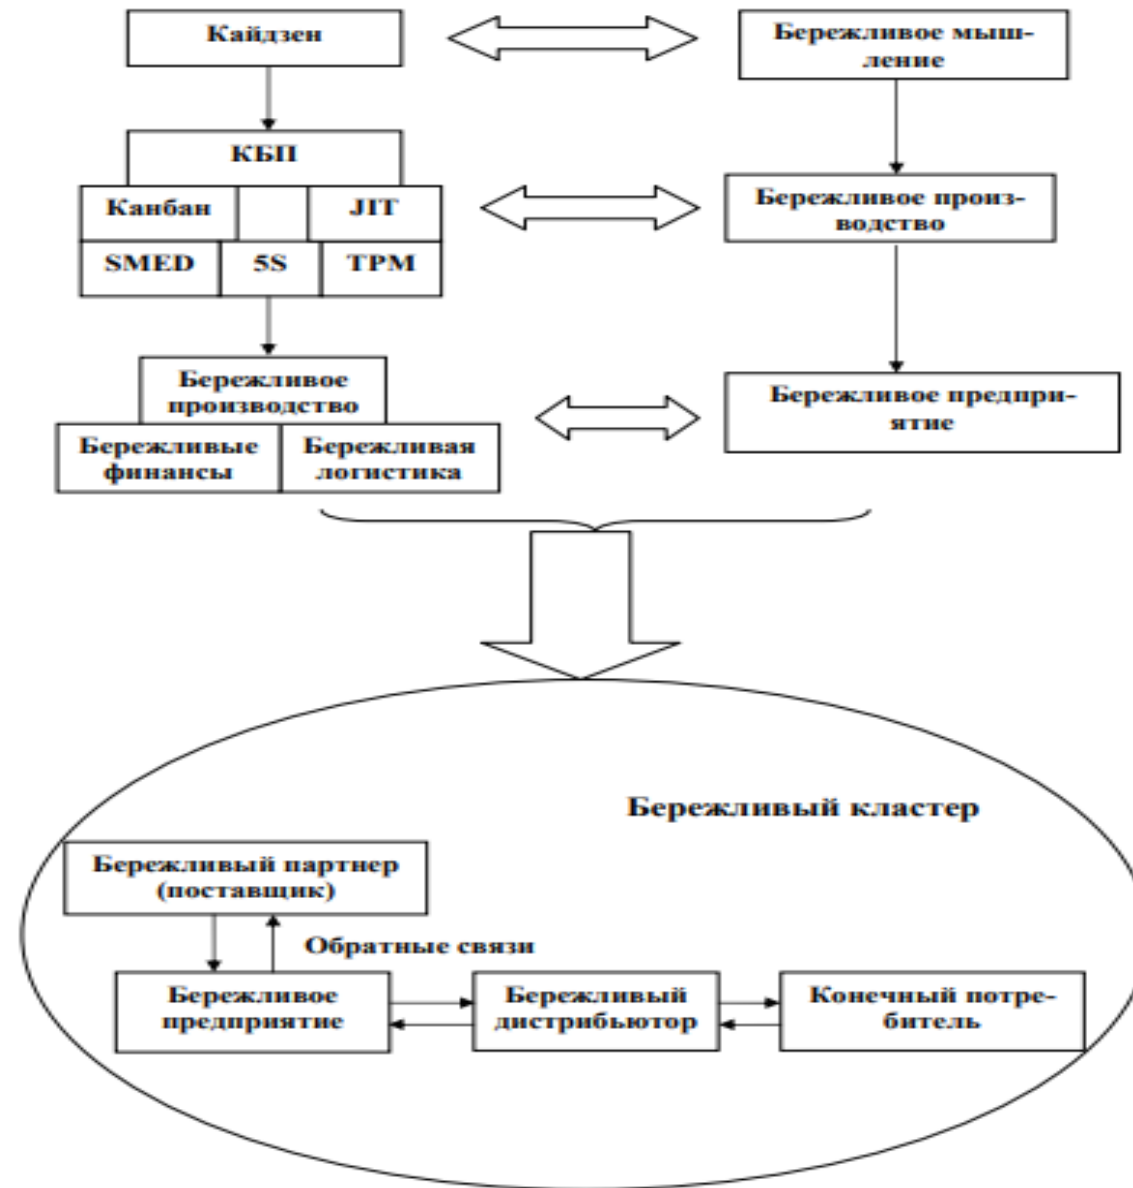 Кайдзен
Бережливое мыш-
ление
КБП
Канбан
JIT
Бережливое произ-
водство
SMED
5S
TPM
Бережливое
производство
Бережливое предпри-
ятие
Бережливые
финансы
Бережливая
логистика
Бережливый кластер
Бережливый партнер
(поставщик)
Обратные связи
Бережливое
предприятие
Бережливый
дистрибьютор
Конечный потре-
битель